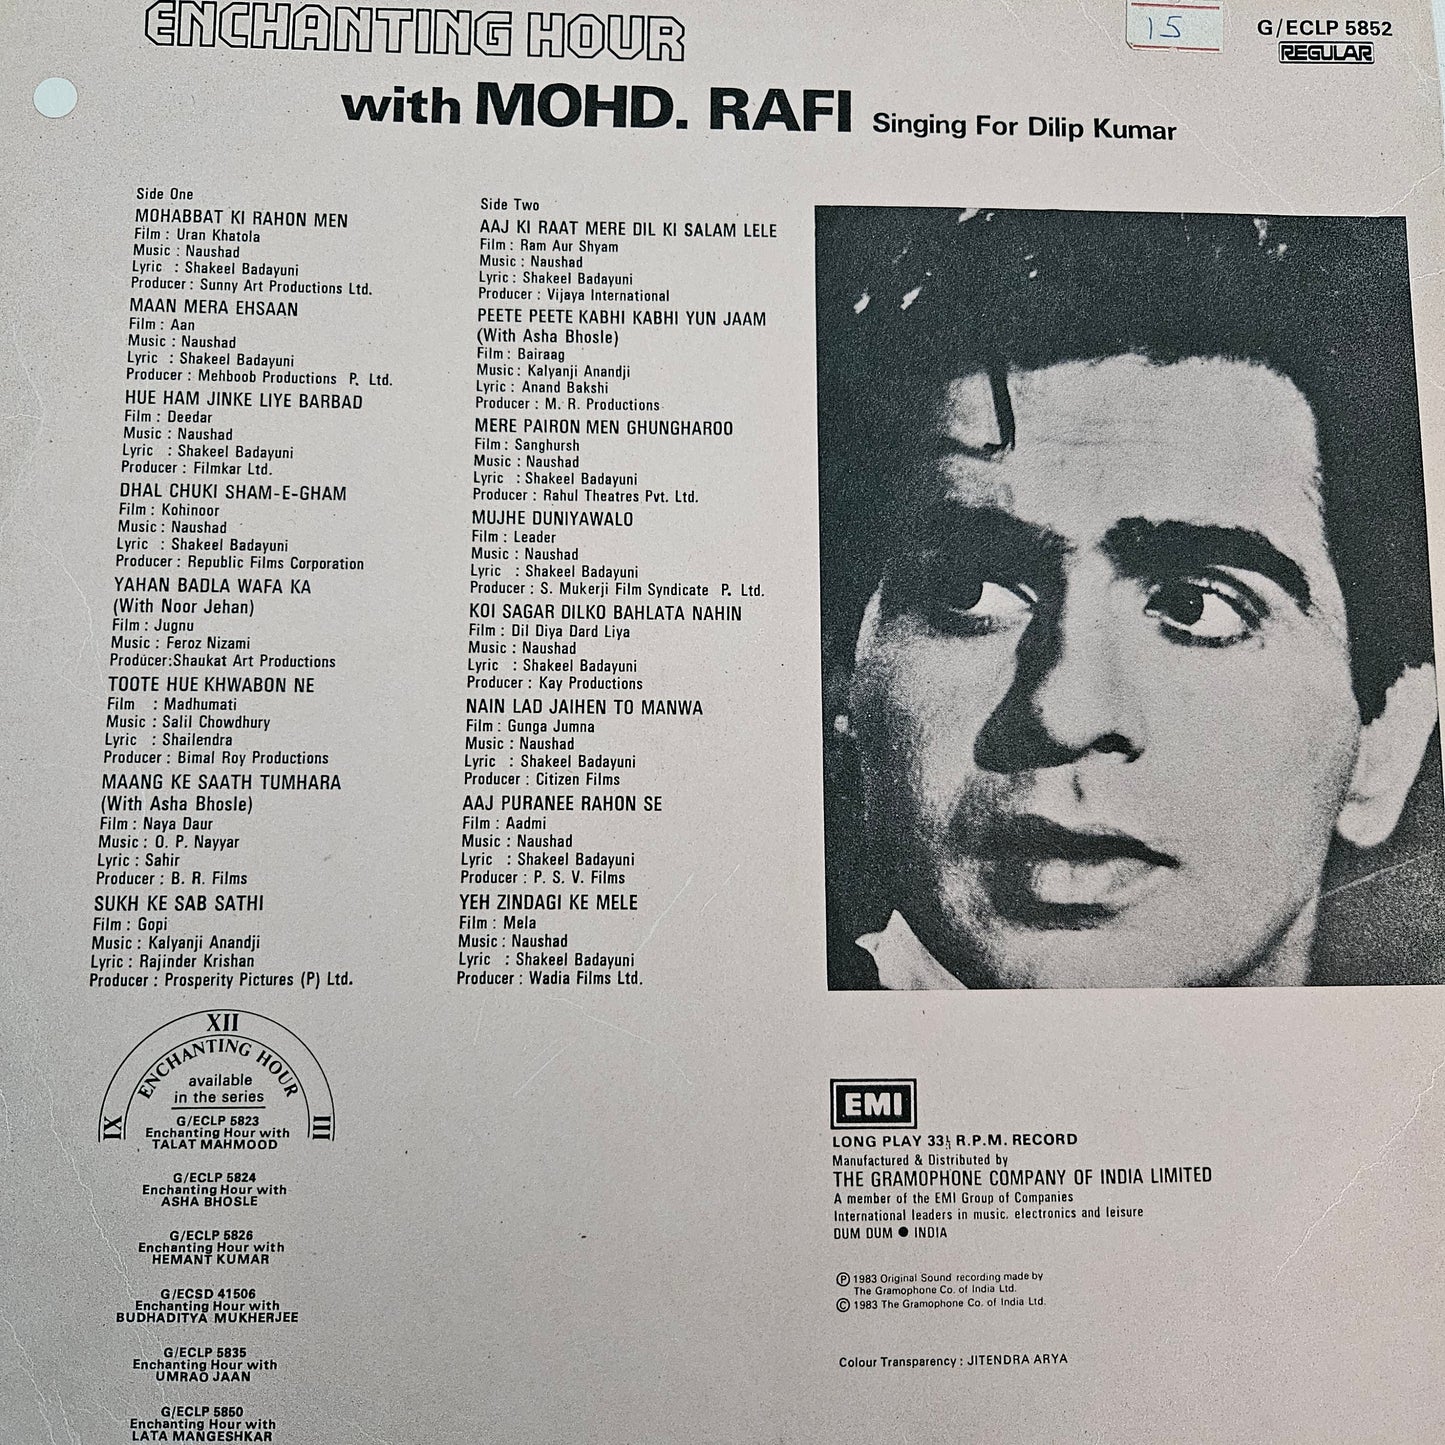 ENCHANTING HOUR
15
G/ECLP 5852
REGULAR
with MOHD. RAFI Singing For Dilip Kumar
Side One
MOHABBAT KI RAHON MEN
Film : Uran Khatola
Music : Naushad
Lyric : Shakeel Badayuni
Producer : Sunny Art Productions Ltd.
MAAN MERA EHSAAN
Film : Aan
Music : Naushad
Lyric : Shakeel Badayuni
Producer : Mehboob Productions P. Ltd.
HUE HAM JINKE LIYE BARBAD
Film : Deedar
Music : Naushad
Lyric : Shakeel Badayuni
Producer : Filmkar Ltd.
DHAL CHUKI SHAM-E-GHAM
Film : Kohinoor
Music : Naushad
Lyric : Shakeel Badayuni
Producer : Republic Films Corporation
YAHAN BADLA WAFA KA
(With Noor Jehan)
Film : Jugnu
Music : Feroz Nizami
Producer:Shaukat Art Productions
TOOTE HUE KHWABON NE
Film : Madhumati
Music : Salil Chowdhury
Lyric : Shailendra
Producer : Bimal Roy Productions
MAANG KE SAATH TUMHARA
(With Asha Bhosle)
Film : Naya Daur
Music : O. P. Nayyar
Lyric : Sahir
Producer : B. R. Films
SUKH KE SAB SATHI
Film : Gopi
Music : Kalyanji Anandji
Lyric : Rajinder Krishan
Producer : Prosperity Pictures (P) Ltd.
Side Two
AAJ KI RAAT MERE DIL KI SALAM LELE
Film : Ram Aur Shyam
Music : Naushad
Lyric : Shakeel Badayuni
Producer : Vijaya International
PEETE PEETE KABHI KABHI YUN JAAM
(With Asha Bhosle)
Film : Bairaag
Music : Kalyanji Anandji
Lyric : Anand Bakshi
Producer : M. R. Productions
MERE PAIRON MEN GHUNGHAROO
Film : Sanghursh
Music : Naushad
Lyric : Shakeel Badayuni
Producer : Rahul Theatres Pvt. Ltd.
MUJHE DUNIYAWALO
Film : Leader
Music : Naushad
Lyric : Shakeel Badayuni
Producer : S. Mukerji Film Syndicate P. Ltd.
KOI SAGAR DILKO BAHLATA NAHIN
Film : Dil Diya Dard Liya
Music : Naushad
Lyric : Shakeel Badayuni
Producer : Kay Productions
NAIN LAD JAIHEN TO MANWA
Film : Gunga Jumna
Music : Naushad
Lyric : Shakeel Badayuni
Producer : Citizen Films
AAJ PURANEE RAHON SE
Film : Aadmi
Music : Naushad
Lyric : Shakeel Badayuni
Producer : P. S. V. Films
YEH ZINDAGI KE MELE
Film : Mela
Music : Naushad
Lyric : Shakeel Badayuni
Producer : Wadia Films Ltd.
XII
ENCHANTING HOUR
IX
III
available
in the series
G/ECLP 5823
Enchanting Hour with
TALAT MAHMOOD
G/ECLP 5824
Enchanting Hour with
ASHA BHOSLE
G/ECLP 5826
Enchanting Hour with
HEMANT KUMAR
G/ECSD 41506
Enchanting Hour with
BUDHADITYA MUKHERJEE
G/ECLP 5835
Enchanting Hour with
UMRAO JAAN
G/ECLP 5850
Enchanting Hour with
LATA MANGESHKAR
EMI
LONG PLAY 33⅓ R.P.M. RECORD
Manufactured & Distributed by
THE GRAMOPHONE COMPANY OF INDIA LIMITED
A member of the EMI Group of Companies
International leaders in music. electronics and leisure
DUM DUM ● INDIA
Ⓟ 1983 Original Sound recording made by
The Gramophone Co. of India Ltd.
© 1983 The Gramophone Co. of India Ltd.
Colour Transparency : JITENDRA ARYA